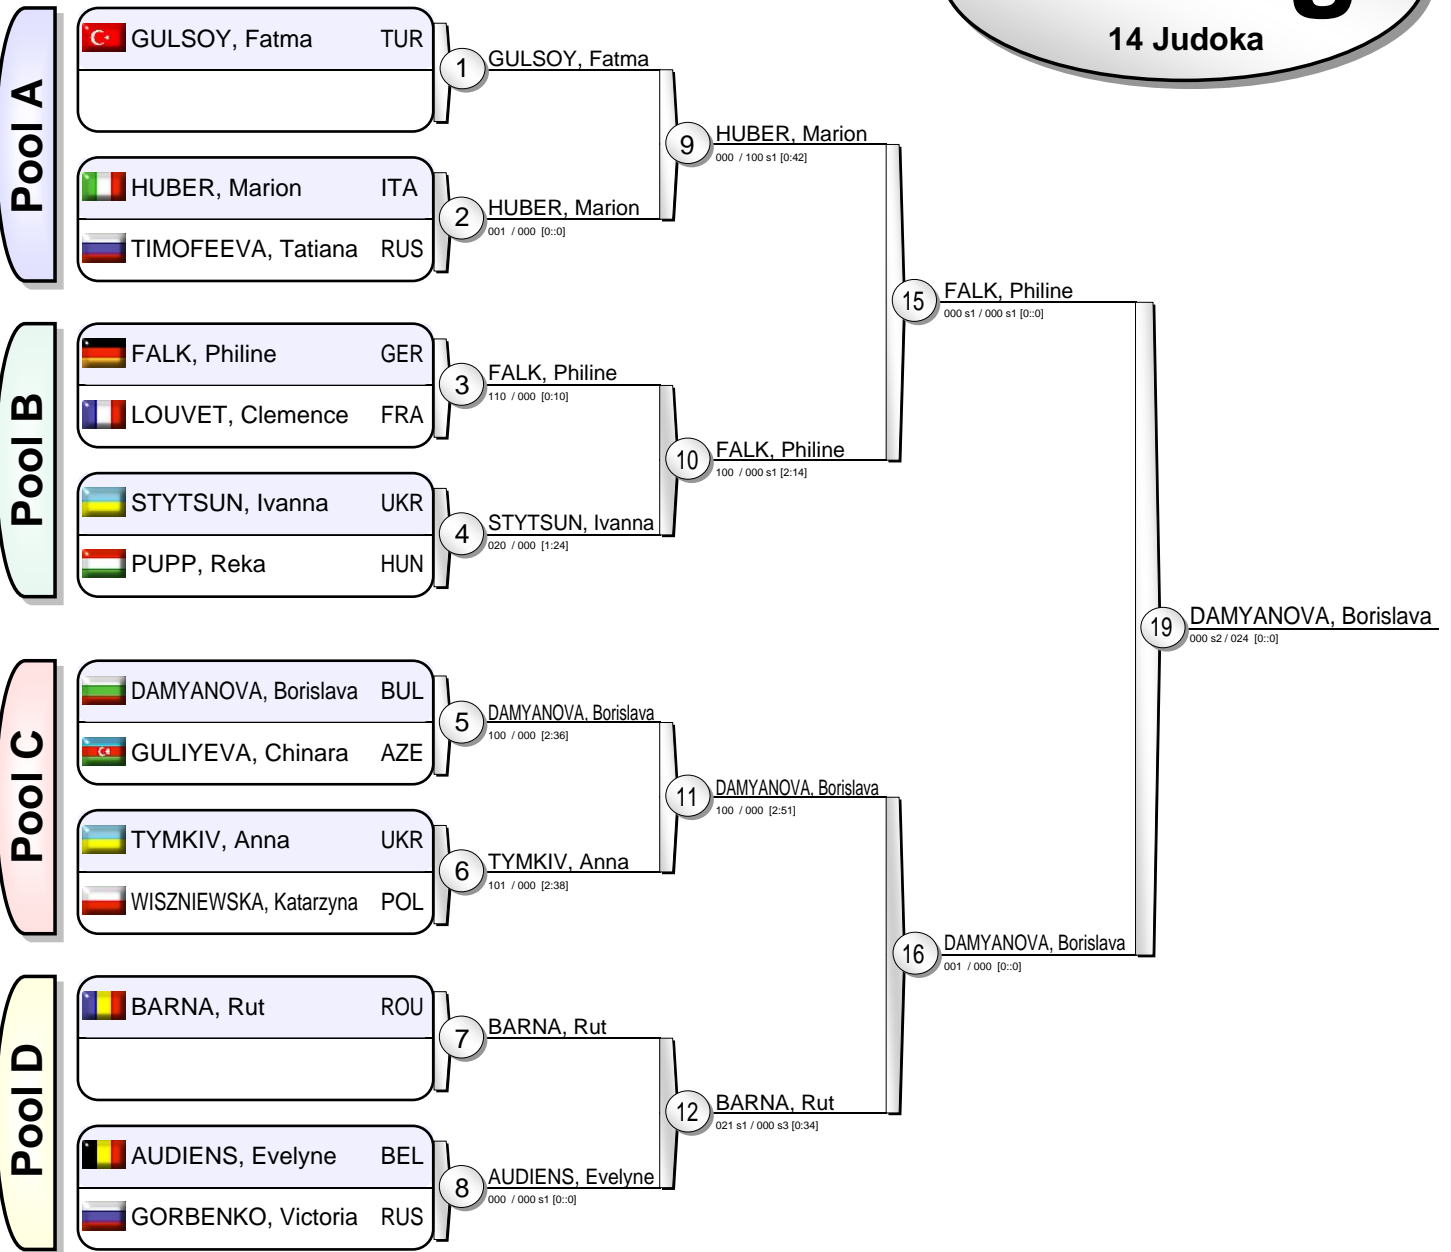 14 Judoka
Pool A
GULSOY, Fatma TUR
HUBER, Marion ITA
TIMOFEEVA, Tatiana RUS
Pool B
FALK, Philine GER
LOUVET, Clemence FRA
STYTSUN, Ivanna UKR
PUPP, Reka HUN
Pool C
DAMYANOVA, Borislava BUL
GULIYEVA, Chinara AZE
TYMKIV, Anna UKR
WISZNIEWSKA, Katarzyna POL
Pool D
BARNA, Rut ROU
AUDIENS, Evelyne BEL
GORBENKO, Victoria RUS
1 GULSOY, Fatma
2 HUBER, Marion
001 / 000 [0::0]
3 FALK, Philine
110 / 000 [0:10]
4 STYTSUN, Ivanna
020 / 000 [1:24]
5 DAMYANOVA, Borislava
100 / 000 [2:36]
6 TYMKIV, Anna
101 / 000 [2:38]
7 BARNA, Rut
8 AUDIENS, Evelyne
000 / 000 s1 [0::0]
9 HUBER, Marion
000 / 100 s1 [0:42]
10 FALK, Philine
100 / 000 s1 [2:14]
11 DAMYANOVA, Borislava
100 / 000 [2:51]
12 BARNA, Rut
021 s1 / 000 s3 [0:34]
15 FALK, Philine
000 s1 / 000 s1 [0::0]
16 DAMYANOVA, Borislava
001 / 000 [0::0]
19 DAMYANOVA, Borislava
000 s2 / 024 [0::0]